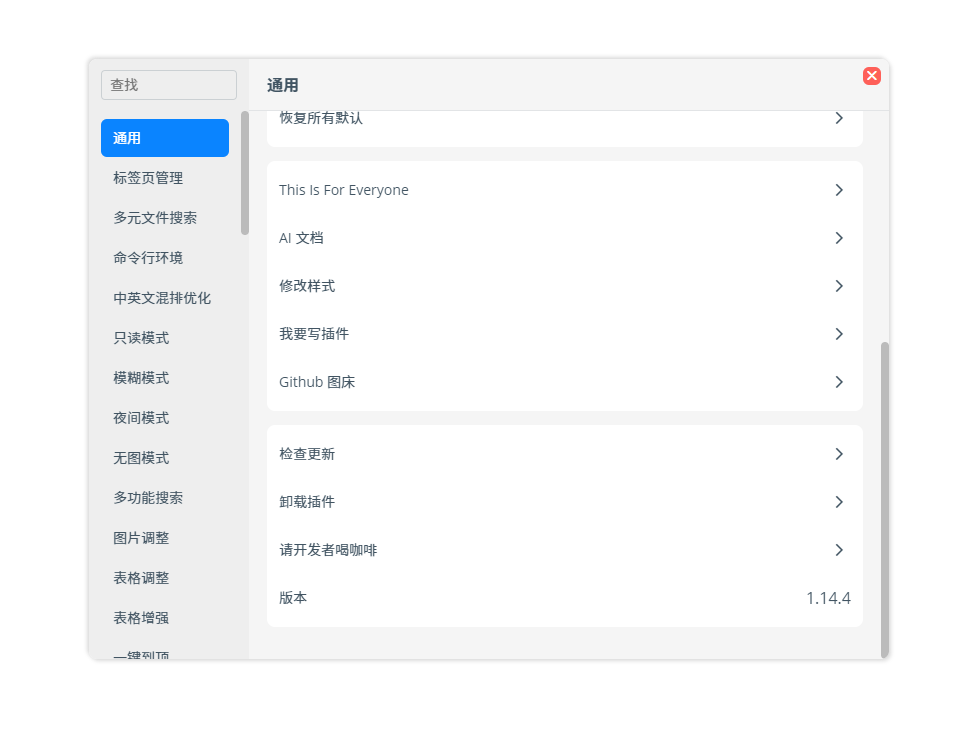 查找
通用
标签页管理
多元文件搜索
命令行环境
中英文混排优化
只读模式
模糊模式
夜间模式
无图模式
多功能搜索
图片调整
表格调整
表格增强
一键到顶
通用
恢复所有默认
This Is For Everyone
AI 文档
修改样式
我要写插件
Github 图床
检查更新
卸载插件
请开发者喝咖啡
版本 1.14.4